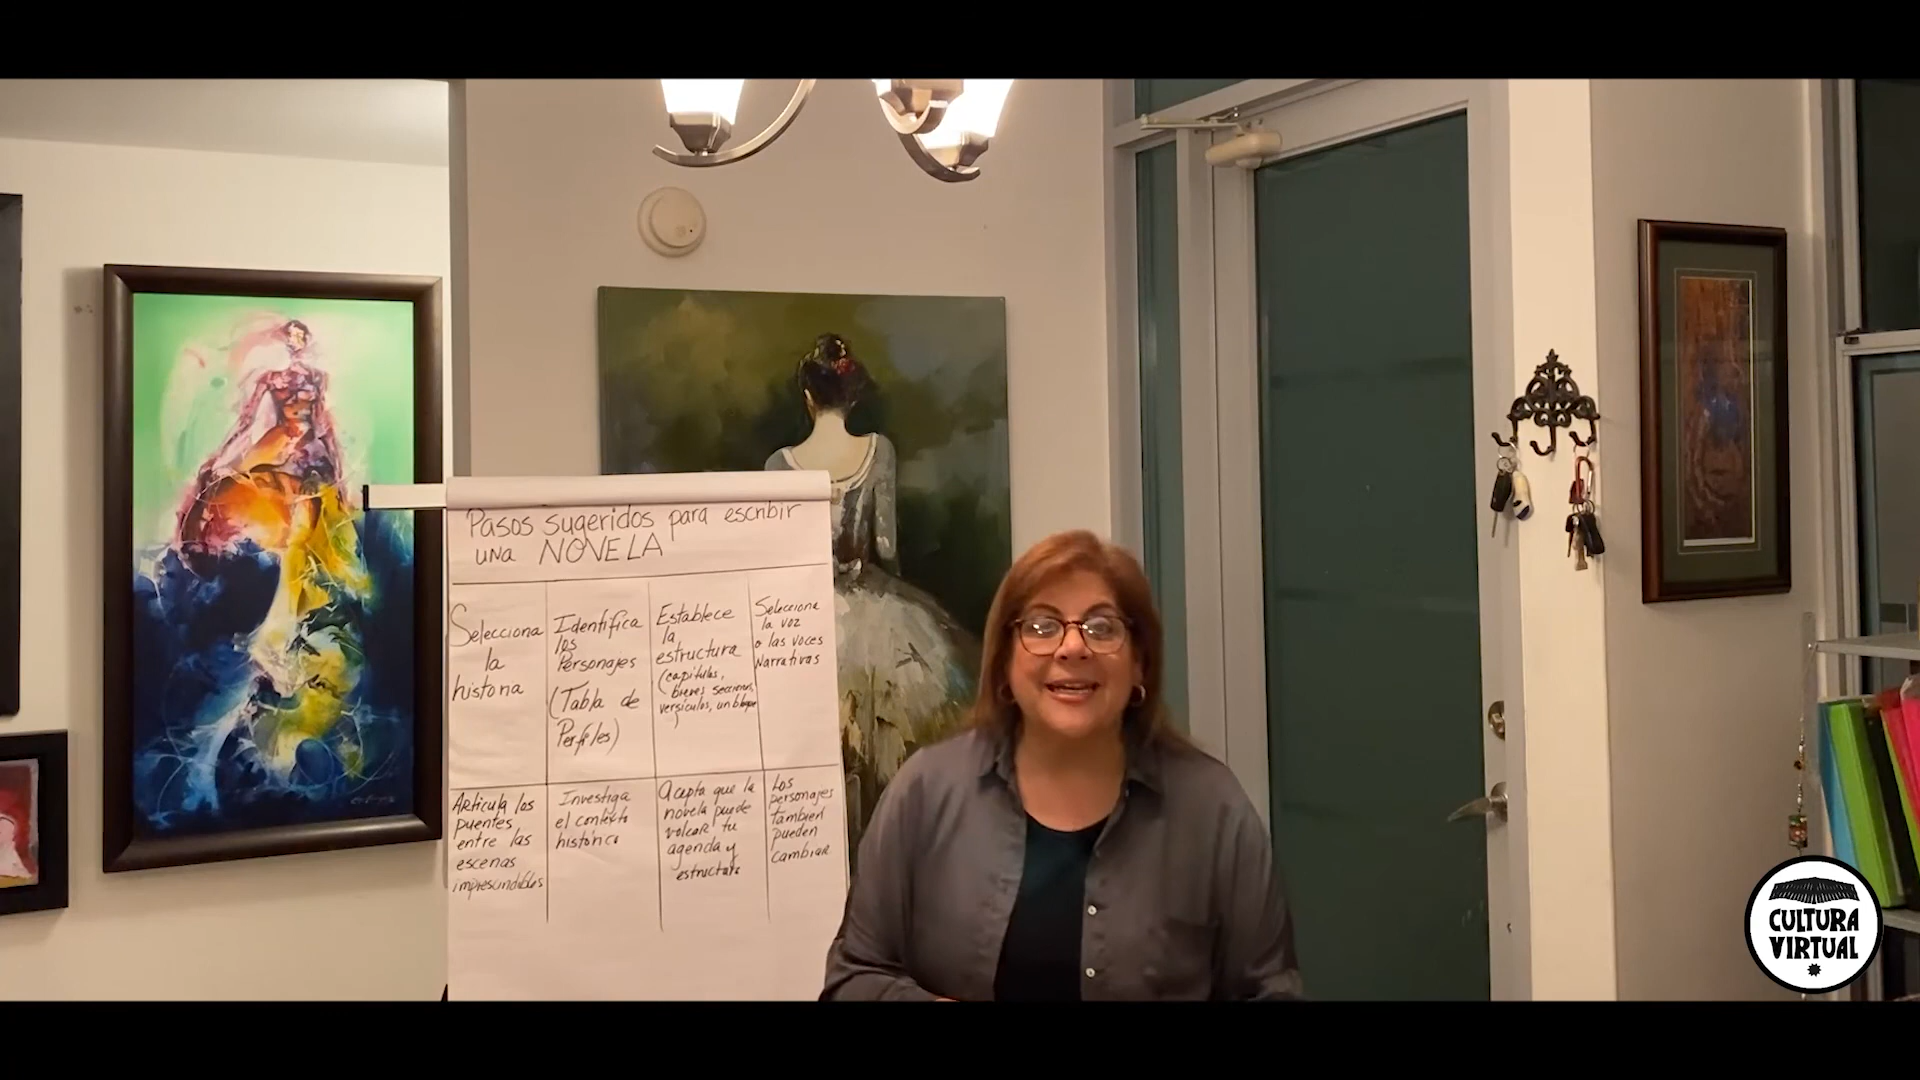 Pasos sugeridos para escribir
una NOVELA
Selecciona
la
historia
Identifica
los
Personajes
(Tabla de
Perfiles)
Establece
la
estructura
(capítulos,
breves secciones,
versículos, un bloque
)
Selecciona
la voz
o las voces
Narrativas
Articula los
puentes
entre las
escenas
imprescindibles
Investiga
el contexto
histórico
Acepta que la
novela puede
volcar tu
agenda y
estructura
Los
personajes
también
pueden
cambiar
CULTURA
VIRTUAL